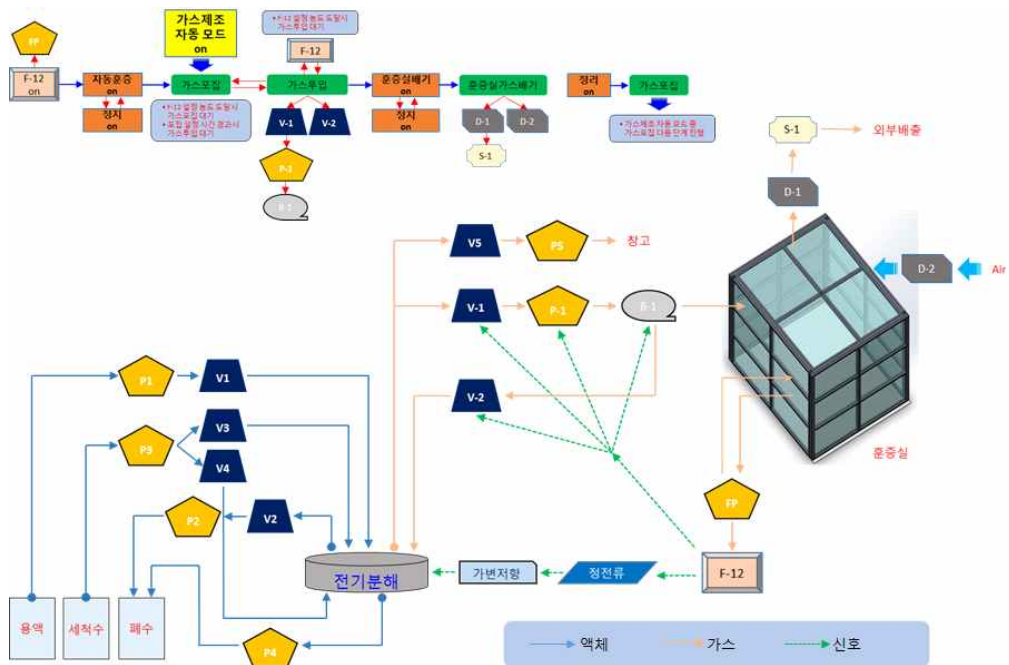 가스제조
자동 모드
on
• F-12 설정 농도 도달시
가스투입 대기
FP
F-12
F-12
on
자동훈증
on
가스포집
가스투입
훈증실배기
on
훈증실가스배기
정리
on
가스포집
정지
on
• F-12 설정 농도 도달시
가스포집 대기
• 포집 설정 시간 경과시
가스투입 대기
V-1
V-2
정지
on
D-1
D-2
• 가스제조 자동 모드 중
가스포집 다음 단계 진행
S-1
P-1
B-1
S-1
외부배출
D-1
V5
P5
창고
D-2
Air
V-1
P-1
B-1
P1
V1
V-2
P3
V3
V4
훈증실
P2
V2
FP
전기분해
가변저항
정전류
F-12
용액
세척수
폐수
P4
액체
가스
신호